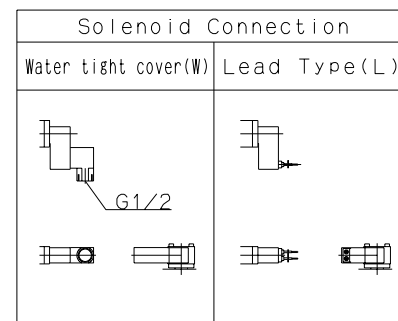 Solenoid Connection
Water tight cover(W)
Lead Type(L)
G1/2